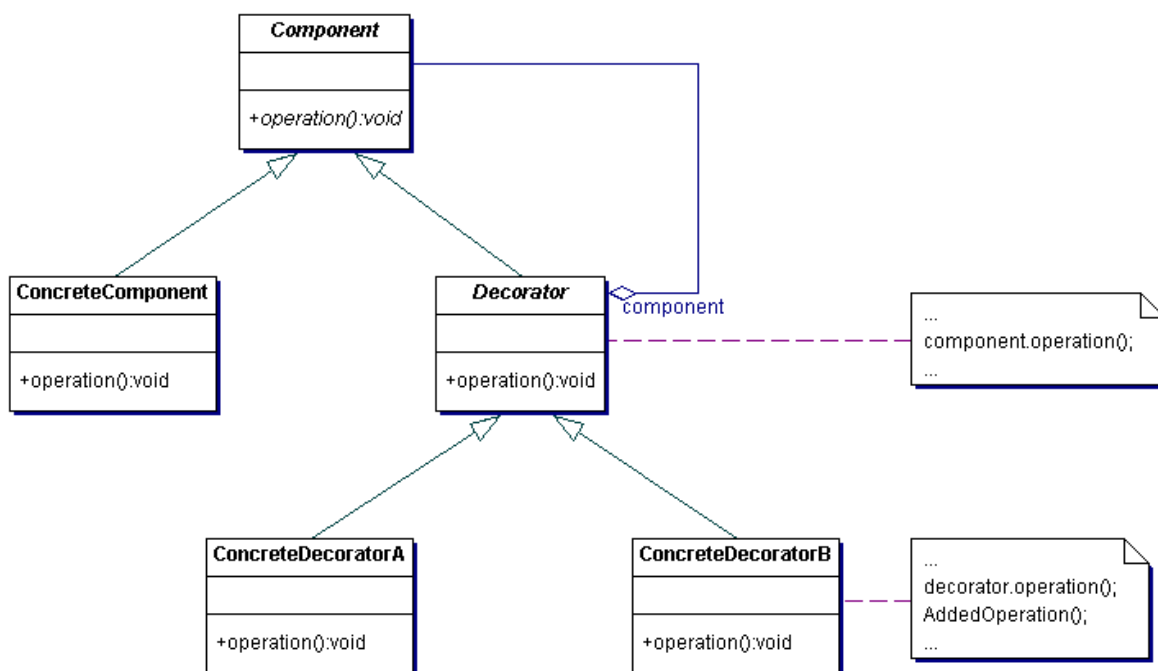 Component
+operation():void
ConcreteComponent
+operation():void
Decorator
+operation():void
component
...
component.operation();
...
ConcreteDecoratorA
+operation():void
ConcreteDecoratorB
+operation():void
...
decorator.operation();
AddedOperation();
...